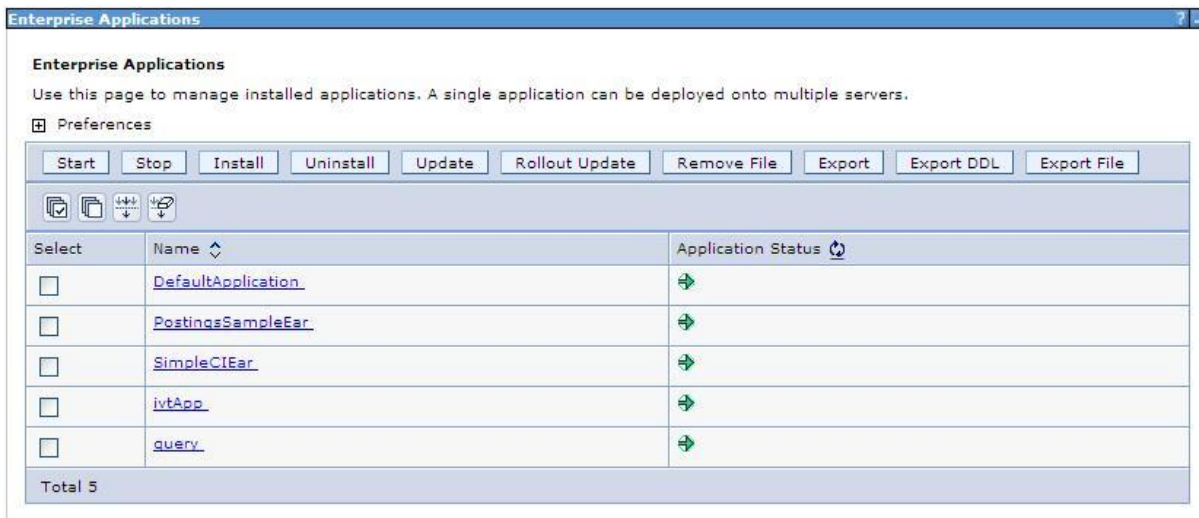 Enterprise Applications ? -
Enterprise Applications
Use this page to manage installed applications. A single application can be deployed onto multiple servers.
Preferences
Start Stop Install Uninstall Update Rollout Update Remove File Export Export DDL Export File
Select Name Application Status
DefaultApplication
PostingsSampleEar
SimpleCIEar
ivtApp
query
Total 5